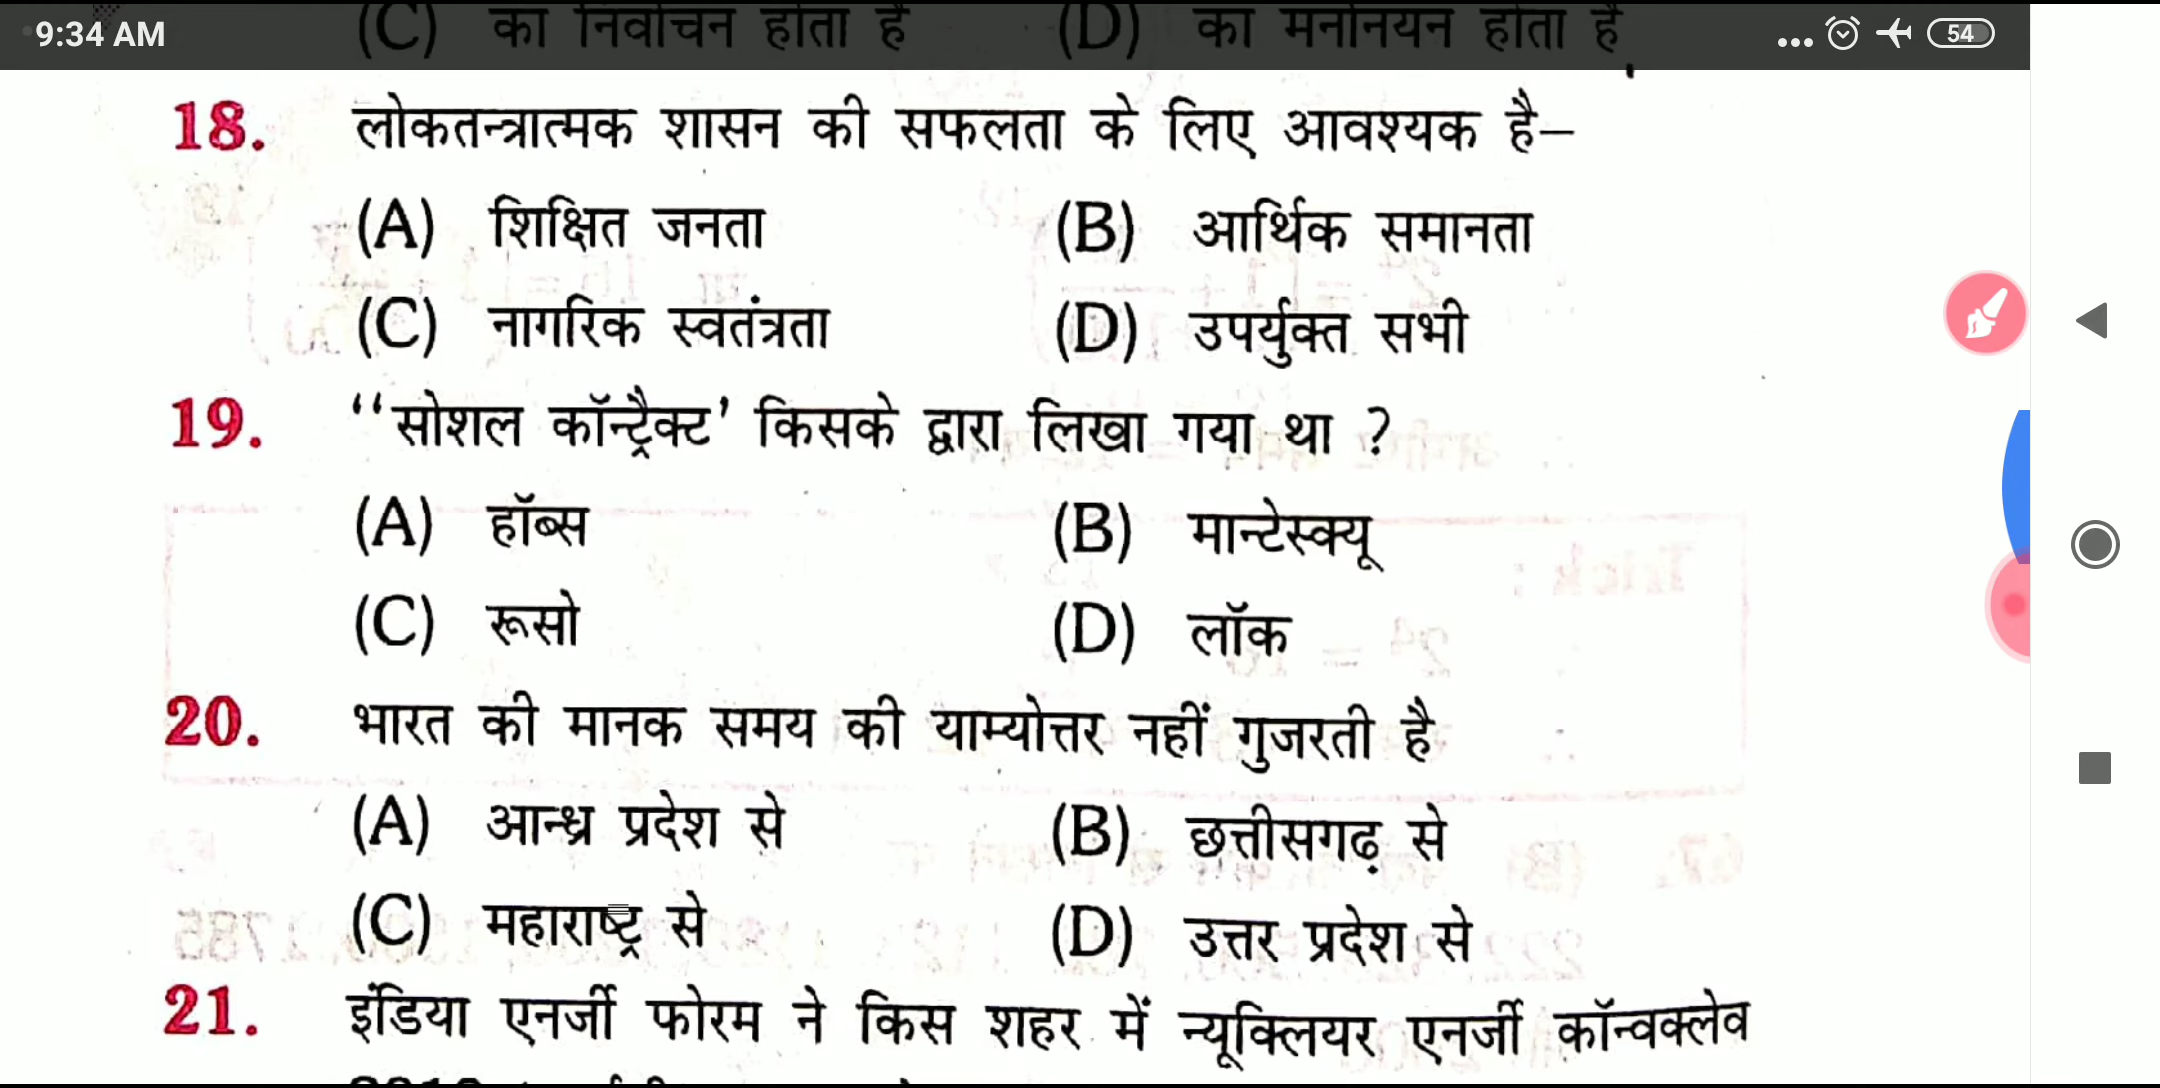 (C) का निर्वाचन होता है (D) का मनोनयन होता है
9:34 AM ... 54
18. लोकतन्त्रात्मक शासन की सफलता के लिए आवश्यक है–
(A) शिक्षित जनता (B) आर्थिक समानता
(C) नागरिक स्वतंत्रता (D) उपर्युक्त सभी
19. ‘‘सोशल कॉन्ट्रैक्ट’ किसके द्वारा लिखा गया था ?
(A) हॉब्स (B) मान्टेस्क्यू
(C) रूसो (D) लॉक
20. भारत की मानक समय की याम्योत्तर नहीं गुजरती है
(A) आन्ध्र प्रदेश से (B) छत्तीसगढ़ से
(C) महाराष्ट्र से (D) उत्तर प्रदेश से
21. इंडिया एनर्जी फोरम ने किस शहर में न्यूक्लियर एनर्जी कॉन्वक्लेव